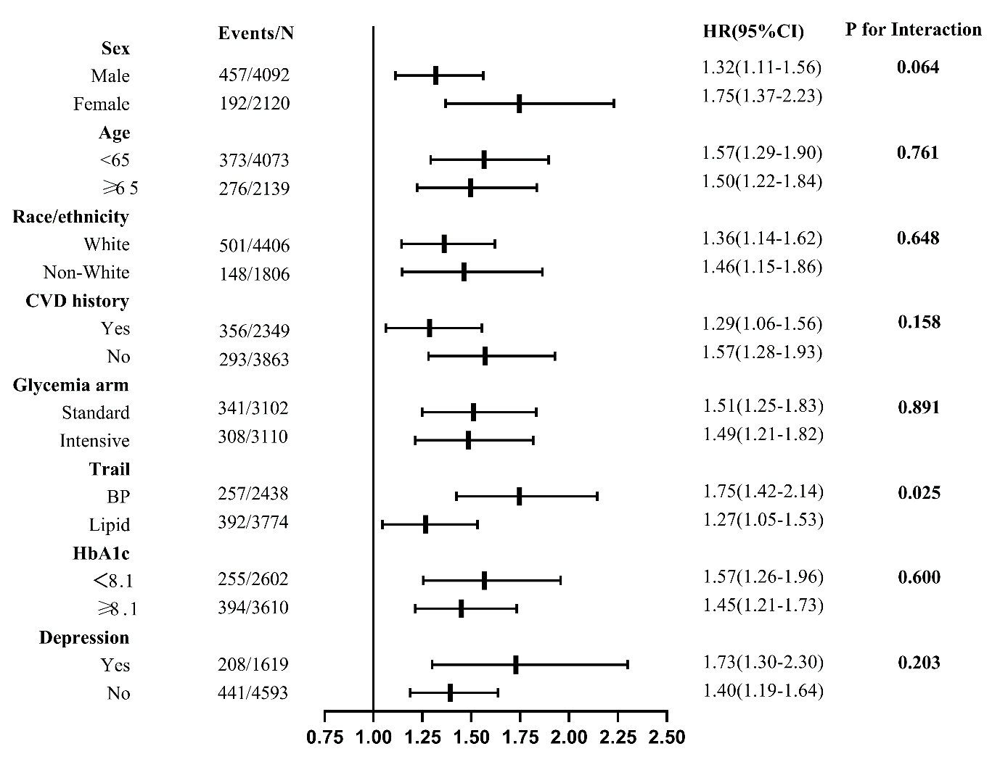 Events/N HR(95%CI) P for Interaction
Sex
Male 457/4092 1.32(1.11-1.56) 0.064
Female 192/2120 1.75(1.37-2.23)
Age
<65 373/4073 1.57(1.29-1.90) 0.761
≥65 276/2139 1.50(1.22-1.84)
Race/ethnicity
White 501/4406 1.36(1.14-1.62) 0.648
Non-White 148/1806 1.46(1.15-1.86)
CVD history
Yes 356/2349 1.29(1.06-1.56) 0.158
No 293/3863 1.57(1.28-1.93)
Glycemia arm
Standard 341/3102 1.51(1.25-1.83) 0.891
Intensive 308/3110 1.49(1.21-1.82)
Trail
BP 257/2438 1.75(1.42-2.14) 0.025
Lipid 392/3774 1.27(1.05-1.53)
HbA1c
<8.1 255/2602 1.57(1.26-1.96) 0.600
≥8.1 394/3610 1.45(1.21-1.73)
Depression
Yes 208/1619 1.73(1.30-2.30) 0.203
No 441/4593 1.40(1.19-1.64)
0.75 1.00 1.25 1.50 1.75 2.00 2.25 2.50